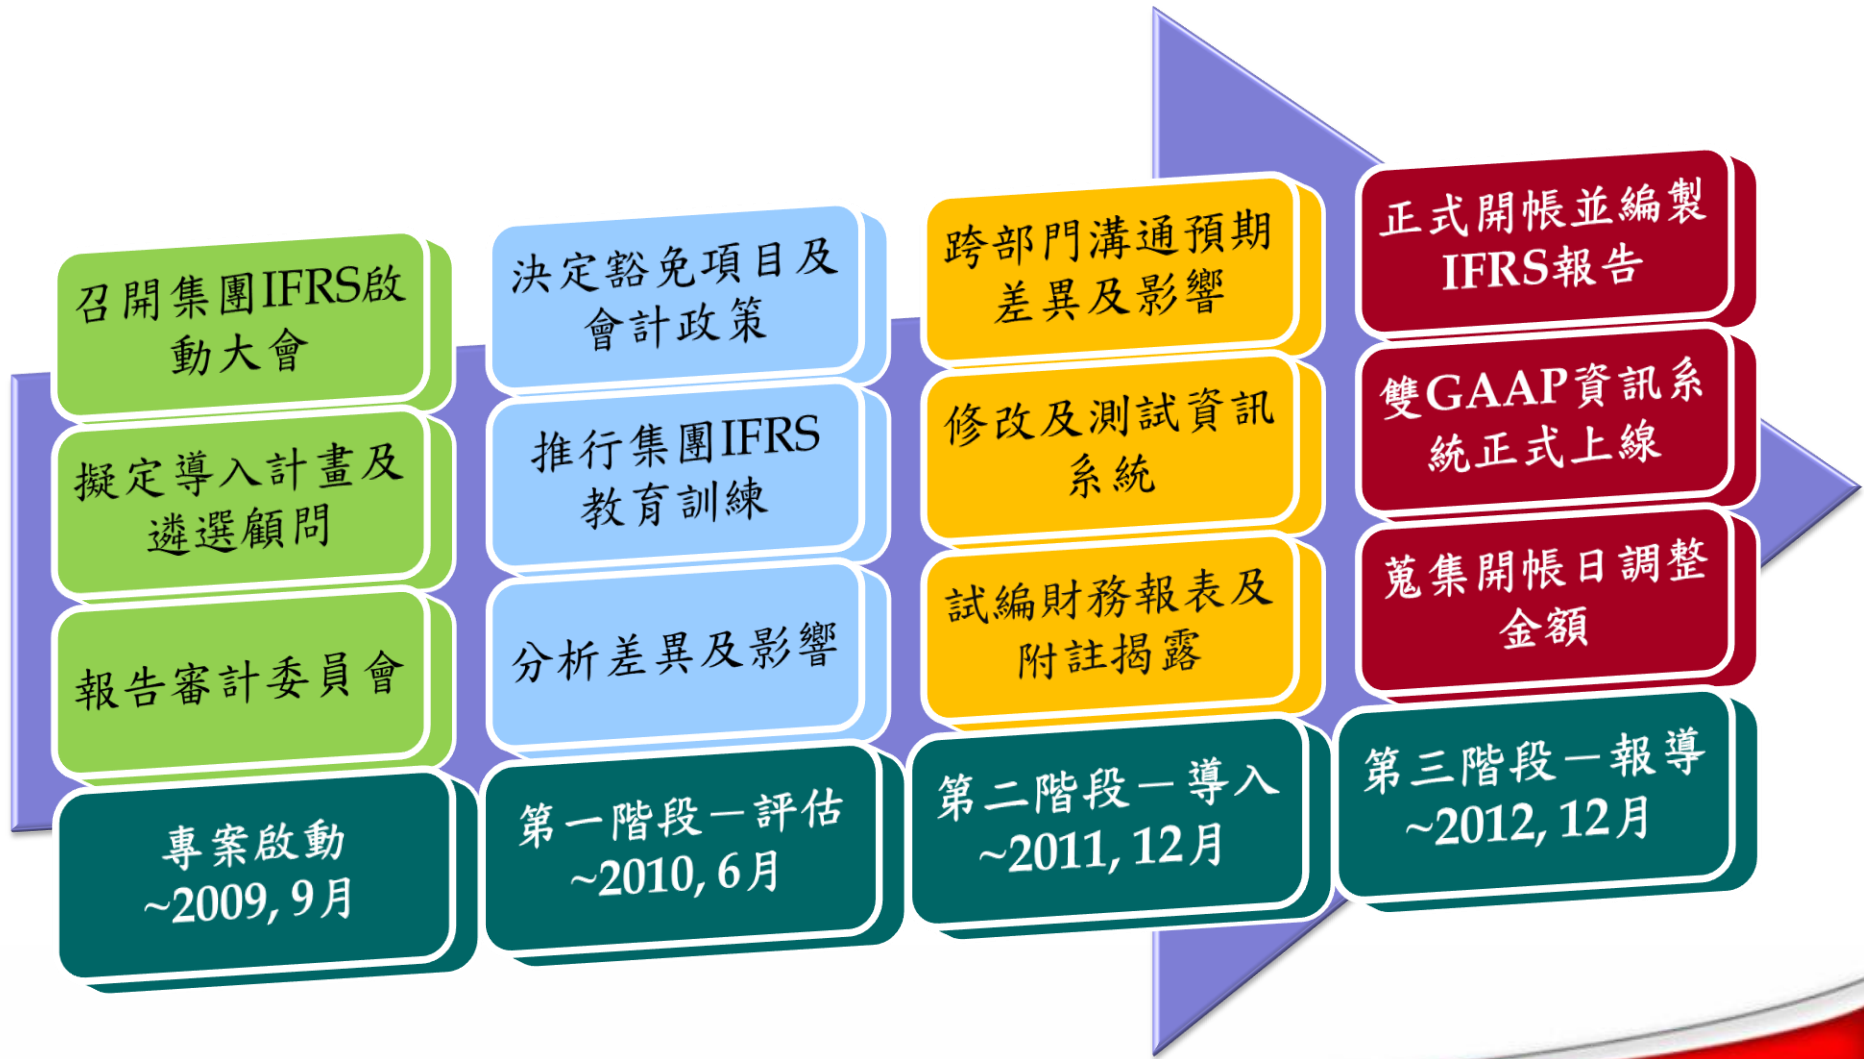 召開集團IFRS啟
動大會
擬定導入計畫及
遴選顧問
報告審計委員會
專案啟動
~2009, 9月
決定豁免項目及
會計政策
推行集團IFRS
教育訓練
分析差異及影響
第一階段－評估
~2010, 6月
跨部門溝通預期
差異及影響
修改及測試資訊
系統
試編財務報表及
附註揭露
第二階段－導入
~2011, 12月
正式開帳並編製
IFRS報告
雙GAAP資訊系
統正式上線
蒐集開帳日調整
金額
第三階段－報導
~2012, 12月